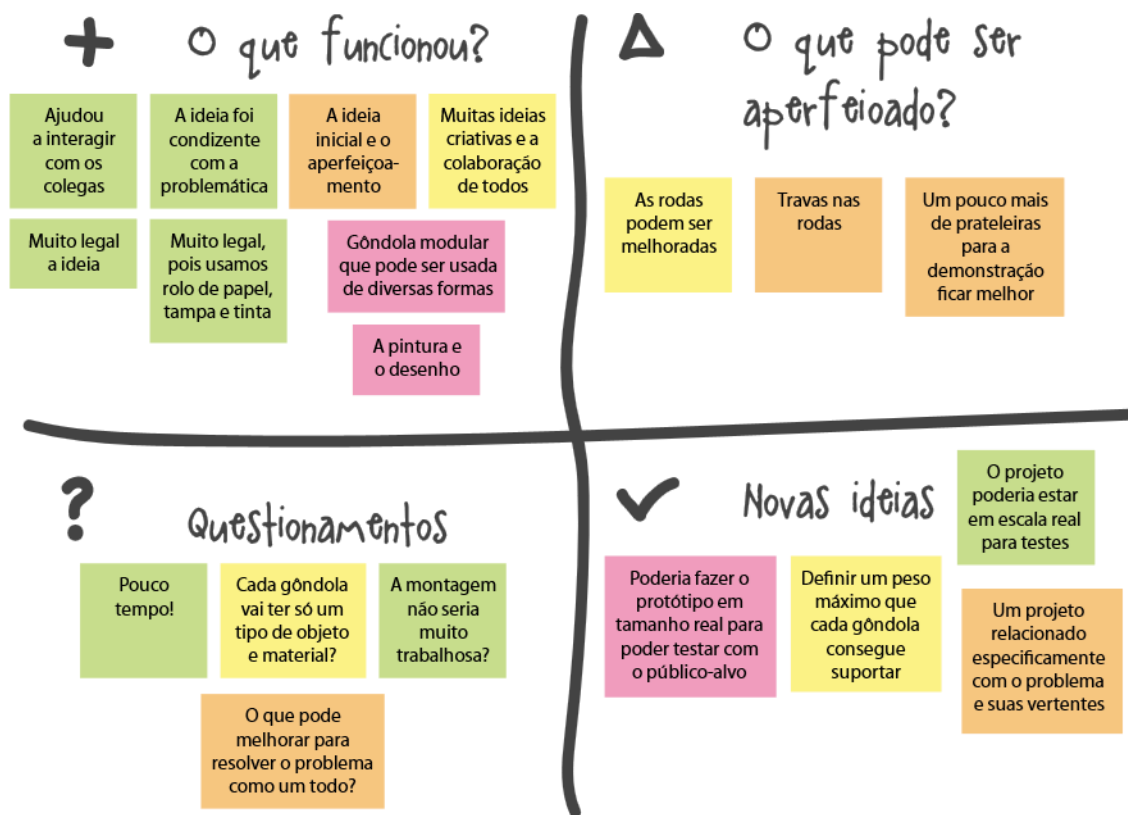 + O que funcionou?
Ajudou
a interagir
com os
colegas
A ideia foi
condizente
com a
problemática
A ideia
inicial e o
aperfeiçoa-
mento
Muitas ideias
criativas e a
colaboração
de todos
Muito legal
a ideia
Muito legal,
pois usamos
rolo de papel,
tampa e tinta
Gôndola modular
que pode ser usada
de diversas formas
A pintura e
o desenho
Δ O que pode ser
aperfeioado?
As rodas
podem ser
melhoradas
Travas nas
rodas
Um pouco mais
de prateleiras
para a
demonstração
ficar melhor
? Questionamentos
Pouco
tempo!
Cada gôndola
vai ter só um
tipo de objeto
e material?
A montagem
não seria
muito
trabalhosa?
O que pode
melhorar para
resolver o problema
como um todo?
✓ Novas ideias
O projeto
poderia estar
em escala real
para testes
Poderia fazer o
protótipo em
tamanho real para
poder testar com
o público-alvo
Definir um peso
máximo que
cada gôndola
consegue
suportar
Um projeto
relacionado
especificamente
com o problema
e suas vertentes